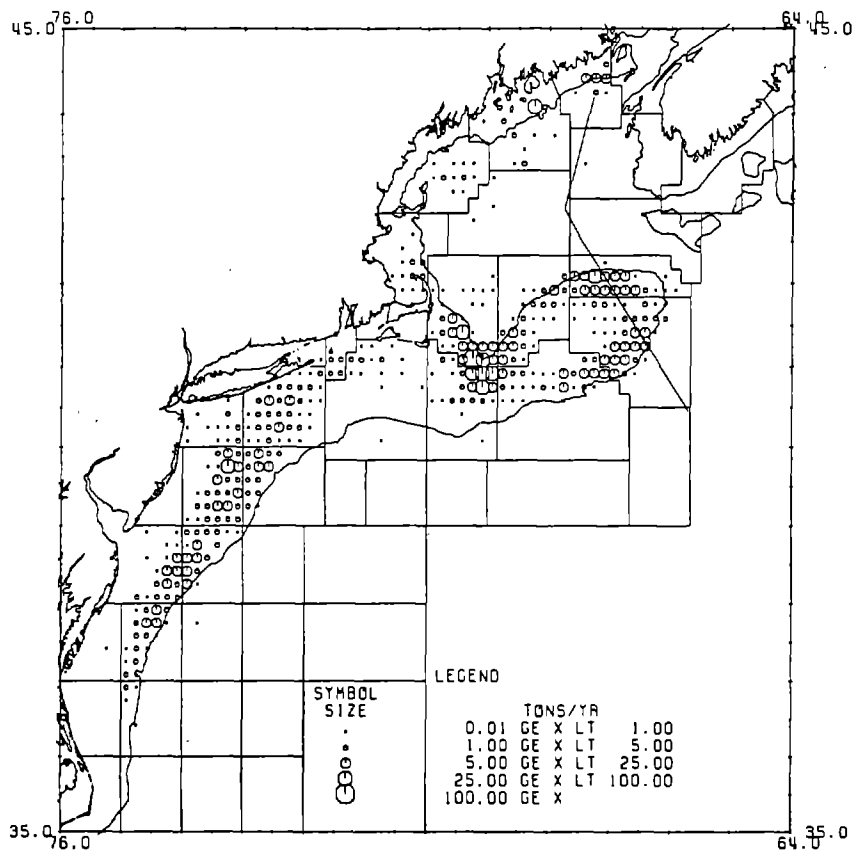 76.0 64.0
45.0 45.0
LEGEND
SYMBOL SIZE
TONS/YR
0.01 GE X LT 1.00
1.00 GE X LT 5.00
5.00 GE X LT 25.00
25.00 GE X LT 100.00
100.00 GE X
35.0 35.0
76.0 64.0